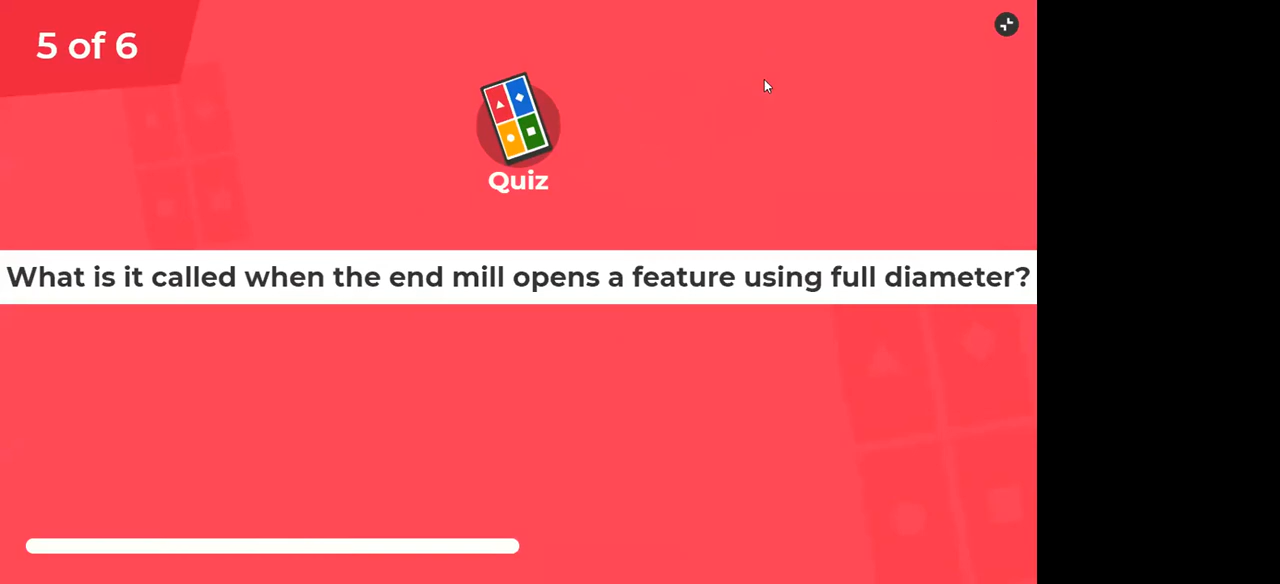 5 of 6
Quiz
What is it called when the end mill opens a feature using full diameter?